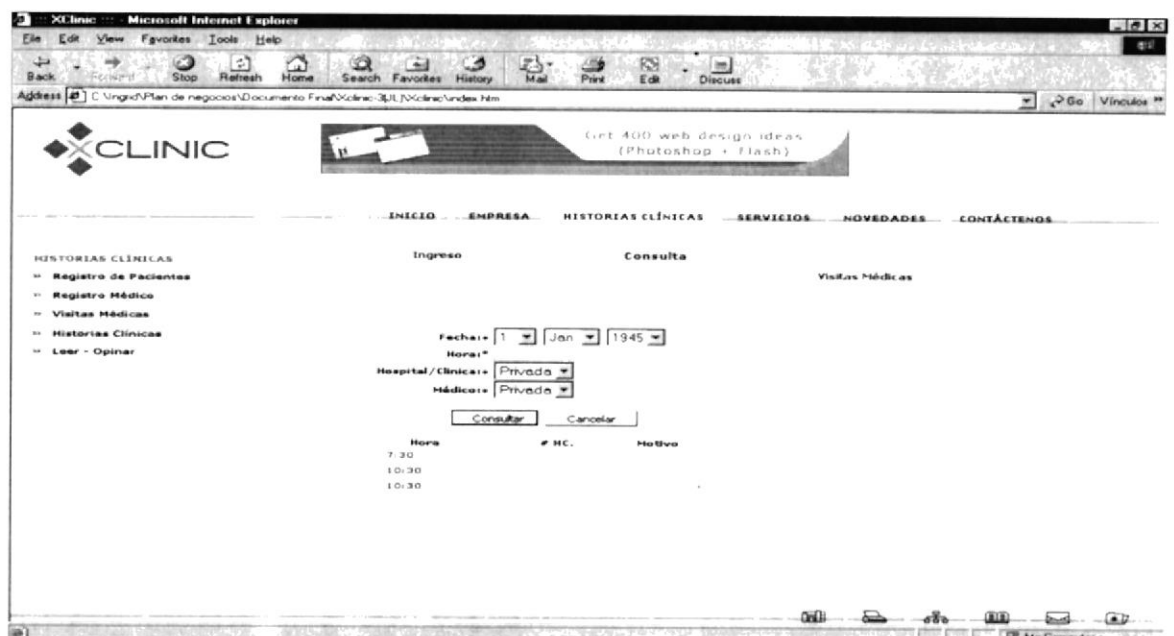 ::: XClinic ::: - Microsoft Internet Explorer
File Edit View Favorites Tools Help
Back Forward Stop Refresh Home Search Favorites History Mail Print Edit Discuss
Address C:\Ingrid\Plan de negocios\Documento Final\Xclinic-3JUL\Xclinic\index.htm Go Vínculos »
XCLINIC
Get 400 web design ideas
(Photoshop + flash)
INICIO EMPRESA HISTORIAS CLÍNICAS SERVICIOS NOVEDADES CONTÁCTENOS
HISTORIAS CLÍNICAS
Ingreso Consulta
Visitas Médicas
» Registro de Pacientes
» Registro Médico
» Visitas Médicas
» Historias Clínicas
» Leer - Opinar
Fecha:* 1 Jan 1945
Hora:*
Hospital/Clinica:* Privada
Médico:* Privada
Consultar Cancelar
Hora # HC. Motivo
7:30
10:30
10:30